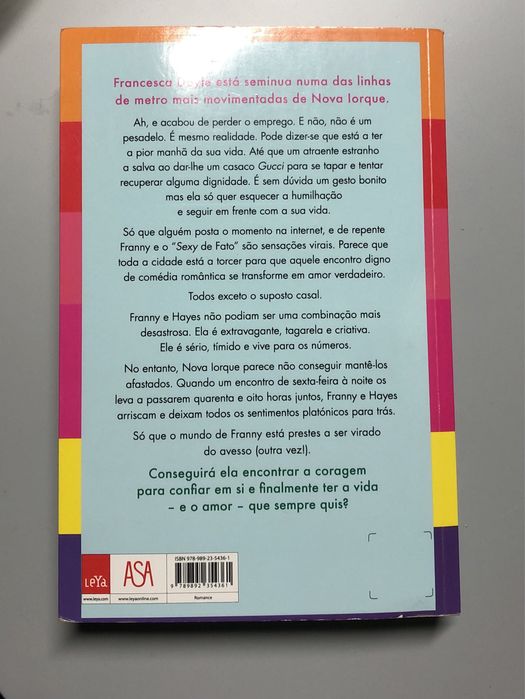 Francesca Doyle está seminua numa das linhas
de metro mais movimentadas de Nova Iorque.
Ah, e acabou de perder o emprego. E não, não é um
pesadelo. É mesmo realidade. Pode dizer-se que está a ter
a pior manhã da sua vida. Até que um atraente estranho
a salva ao dar-lhe um casaco Gucci para se tapar e tentar
recuperar alguma dignidade. É sem dúvida um gesto bonito
mas ela só quer esquecer a humilhação
e seguir em frente com a sua vida.
Só que alguém posta o momento na internet, e de repente
Franny e o “Sexy de Fato” são sensações virais. Parece que
toda a cidade está a torcer para que aquele encontro digno
de comédia romântica se transforme em amor verdadeiro.
Todos exceto o suposto casal.
Franny e Hayes não podiam ser uma combinação mais
desastrosa. Ela é extravagante, tagarela e criativa.
Ele é sério, tímido e vive para os números.
No entanto, Nova Iorque parece não conseguir mantê-los
afastados. Quando um encontro de sexta-feira à noite os
leva a passarem quarenta e oito horas juntos, Franny e Hayes
arriscam e deixam todos os sentimentos platónicos para trás.
Só que o mundo de Franny está prestes a ser virado
do avesso (outra vez!).
Conseguirá ela encontrar a coragem
para confiar em si e finalmente ter a vida
– e o amor – que sempre quis?
LeYa
www.leya.com
ASA
www.leyaonline.com
ISBN 978-989-23-5436-1
9 789892 354361
Romance